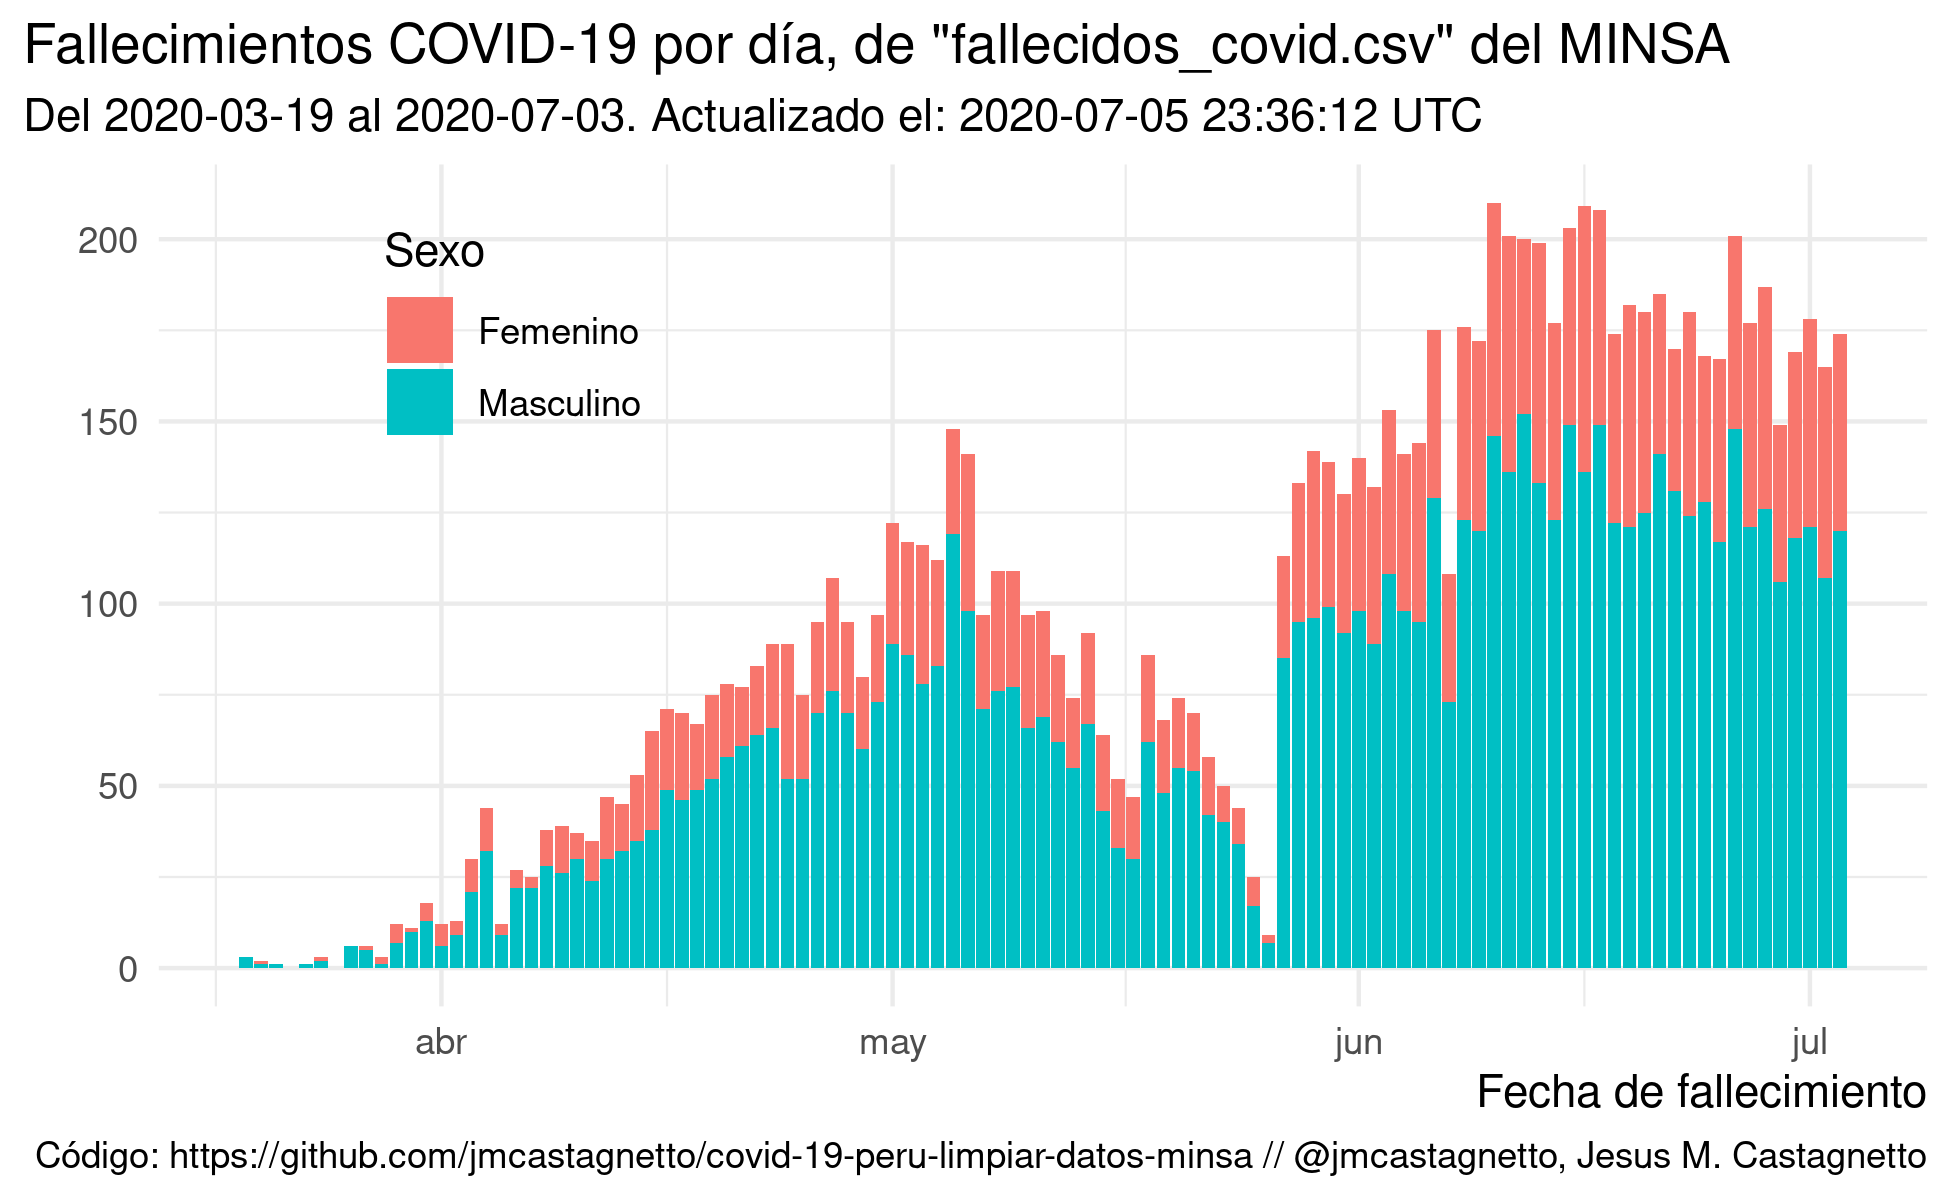 Fallecimientos COVID-19 por día, de "fallecidos_covid.csv" del MINSA
Del 2020-03-19 al 2020-07-03. Actualizado el: 2020-07-05 23:36:12 UTC
Sexo
Femenino
Masculino
200
150
100
50
0
abr may jun jul
Fecha de fallecimiento
Código: https://github.com/jmcastagnetto/covid-19-peru-limpiar-datos-minsa // @jmcastagnetto, Jesus M. Castagnetto